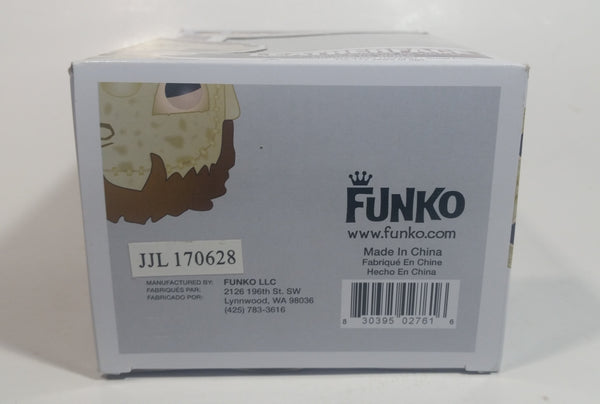 FUNKO
www.funko.com
Made In China
Fabriqué En Chine
Hecho En China
JJL 170628
MANUFACTURED BY: FUNKO LLC
FABRIQUÉS PAR: 2126 196th St. SW
FABRICADO POR: Lynnwood, WA 98036
(425) 783-3616
8 30395 02761 6